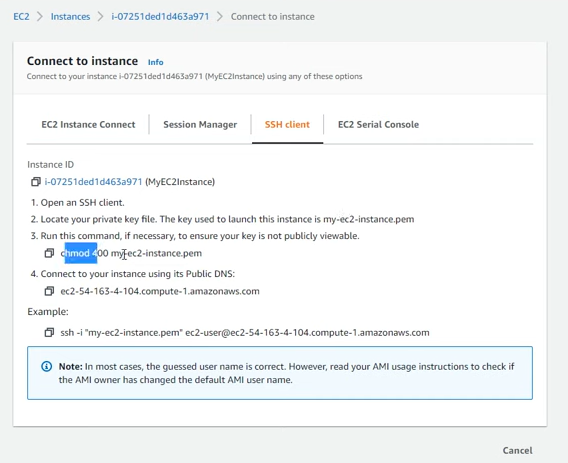 EC2 > Instances > i-07251ded1d463a971 > Connect to instance
Connect to instance Info
Connect to your instance i-07251ded1d463a971 (MyEC2Instance) using any of these options
EC2 Instance Connect Session Manager SSH client EC2 Serial Console
Instance ID
i-07251ded1d463a971 (MyEC2Instance)
1. Open an SSH client.
2. Locate your private key file. The key used to launch this instance is my-ec2-instance.pem
3. Run this command, if necessary, to ensure your key is not publicly viewable.
chmod 400 my-ec2-instance.pem
4. Connect to your instance using its Public DNS:
ec2-54-163-4-104.compute-1.amazonaws.com
Example:
ssh -i "my-ec2-instance.pem" ec2-user@ec2-54-163-4-104.compute-1.amazonaws.com
Note: In most cases, the guessed user name is correct. However, read your AMI usage instructions to check if
the AMI owner has changed the default AMI user name.
Cancel